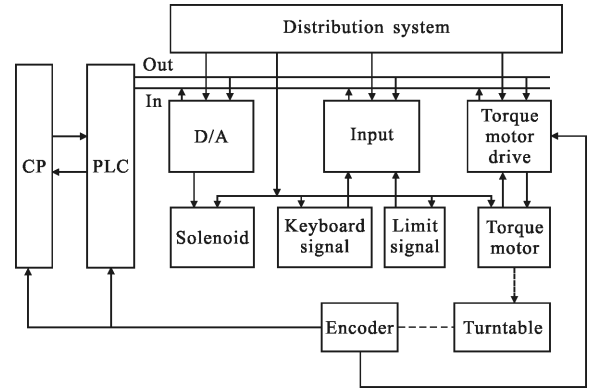 Distribution system
Out
In
CP
PLC
D/A
Input
Torque
motor
drive
Solenoid
Keyboard
signal
Limit
signal
Torque
motor
Encoder
Turntable